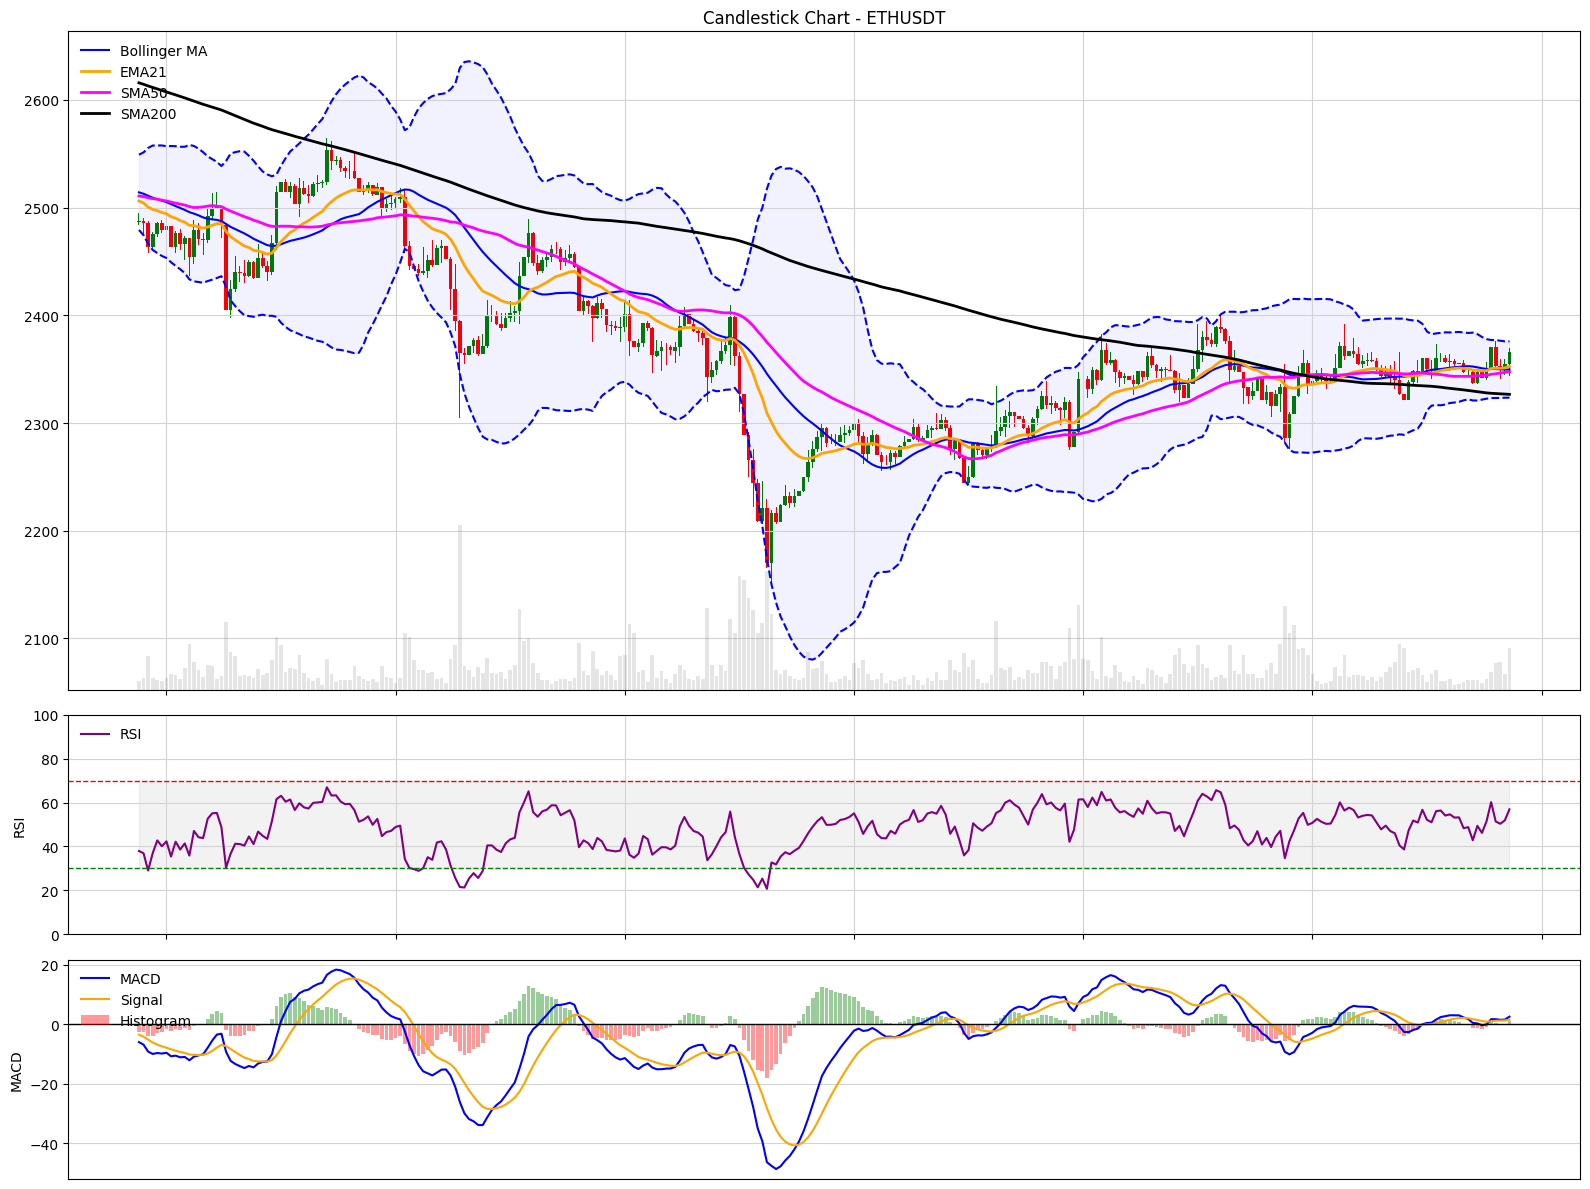 Candlestick Chart - ETHUSDT
Bollinger MA
EMA21
SMA50
SMA200
2600
2500
2400
2300
2200
2100
RSI
100
80
60
40
20
0
RSI
MACD
Signal
Histogram
20
0
−20
−40
MACD